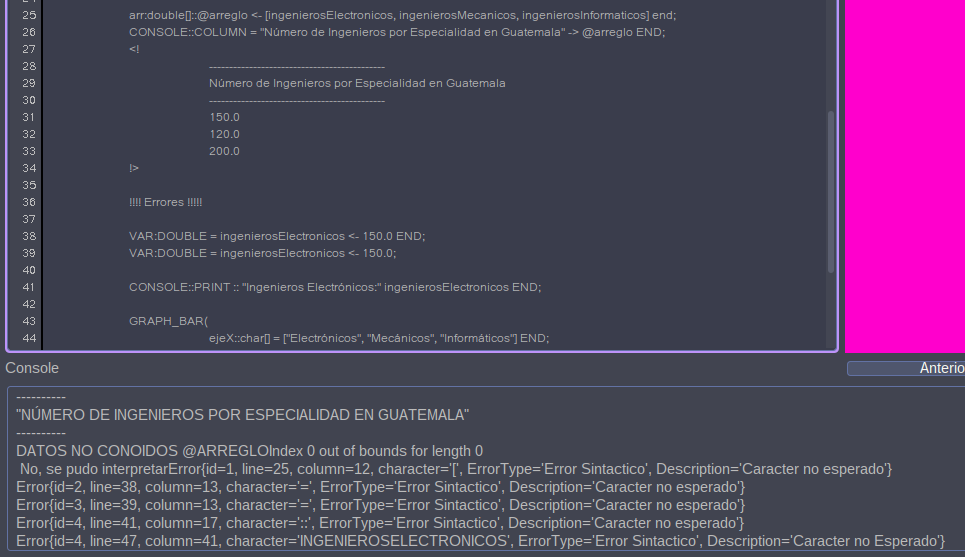 25 arr:double[]::@arreglo <- [ingenierosElectronicos, ingenierosMecanicos, ingenierosInformaticos] end;
26 CONSOLE::COLUMN = "Número de Ingenieros por Especialidad en Guatemala" -> @arreglo END;
27 <!
28 --------------------------------------------
29 Número de Ingenieros por Especialidad en Guatemala
30 --------------------------------------------
31 150.0
32 120.0
33 200.0
34 !>
35
36 !!!! Errores !!!!!
37
38 VAR:DOUBLE = ingenierosElectronicos <- 150.0 END;
39 VAR:DOUBLE = ingenierosElectronicos <- 150.0;
40
41 CONSOLE::PRINT :: "Ingenieros Electrónicos:" ingenierosElectronicos END;
42
43 GRAPH_BAR(
44 ejeX::char[] = ["Electrónicos", "Mecánicos", "Informáticos"] END;
Console
Anterio
----------
"NÚMERO DE INGENIEROS POR ESPECIALIDAD EN GUATEMALA"
----------
DATOS NO CONOIDOS @ARREGLOIndex 0 out of bounds for length 0
No, se pudo interpretarError{id=1, line=25, column=12, character='[', ErrorType='Error Sintactico', Description='Caracter no esperado'}
Error{id=2, line=38, column=13, character='=', ErrorType='Error Sintactico', Description='Caracter no esperado'}
Error{id=3, line=39, column=13, character='=', ErrorType='Error Sintactico', Description='Caracter no esperado'}
Error{id=4, line=41, column=17, character='::', ErrorType='Error Sintactico', Description='Caracter no esperado'}
Error{id=4, line=47, column=41, character='INGENIEROSELECTRONICOS', ErrorType='Error Sintactico', Description='Caracter no Esperado'}